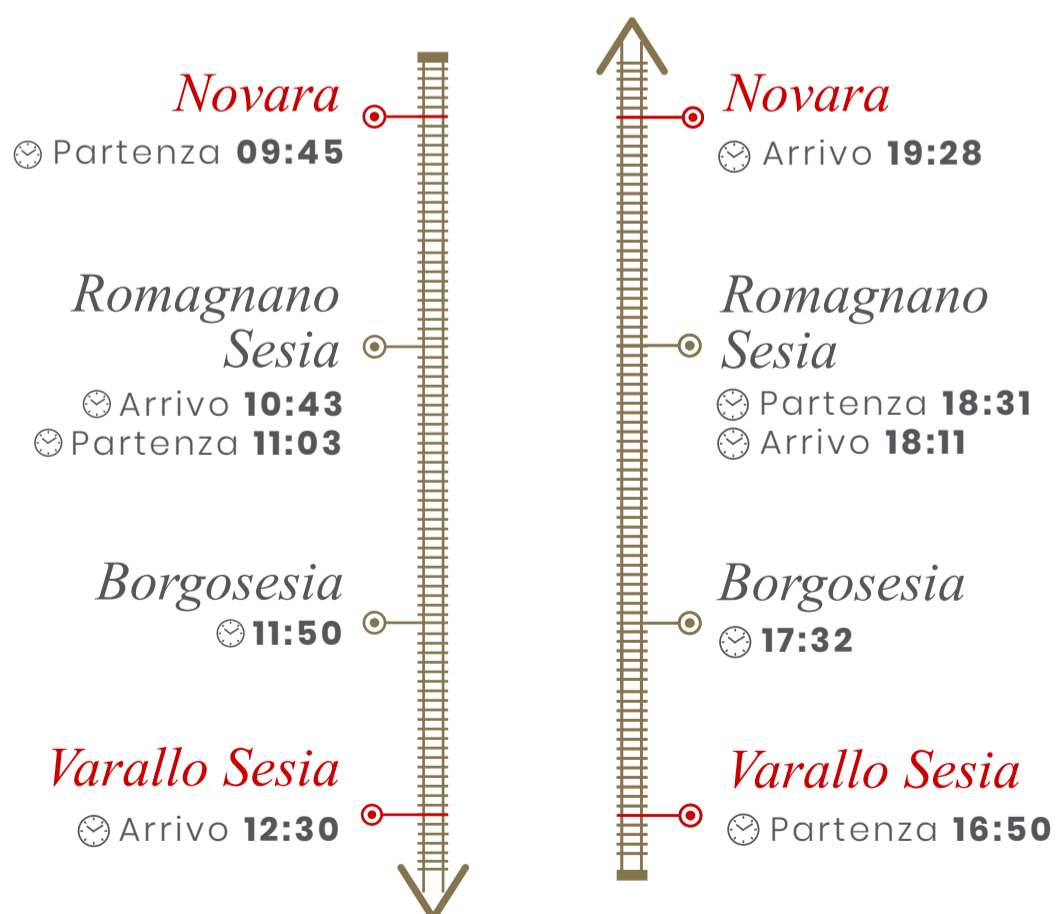 Novara
Partenza 09:45
Romagnano
Sesia
Arrivo 10:43
Partenza 11:03
Borgosesia
11:50
Varallo Sesia
Arrivo 12:30
Novara
Arrivo 19:28
Romagnano
Sesia
Partenza 18:31
Arrivo 18:11
Borgosesia
17:32
Varallo Sesia
Partenza 16:50